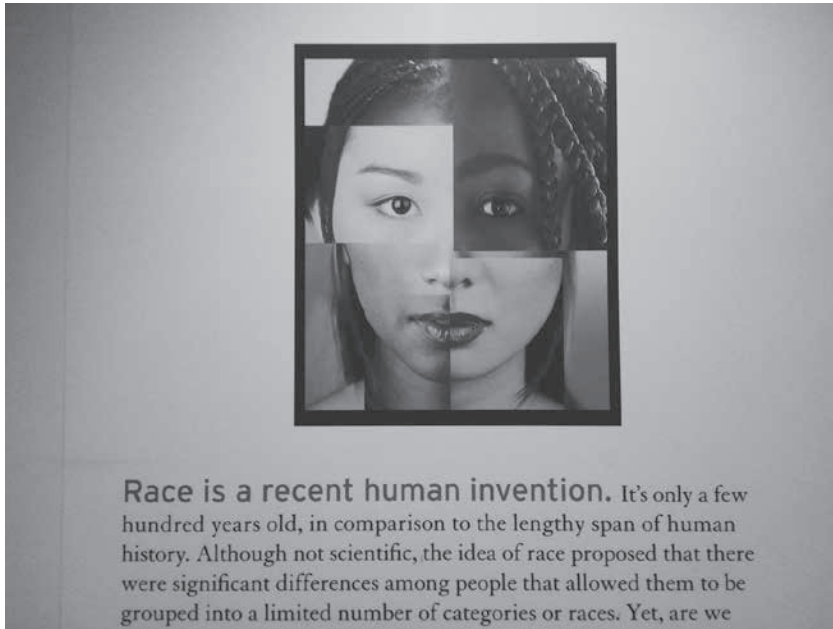 Race is a recent human invention. It's only a few
hundred years old, in comparison to the lengthy span of human
history. Although not scientific, the idea of race proposed that there
were significant differences among people that allowed them to be
grouped into a limited number of categories or races. Yet, are we